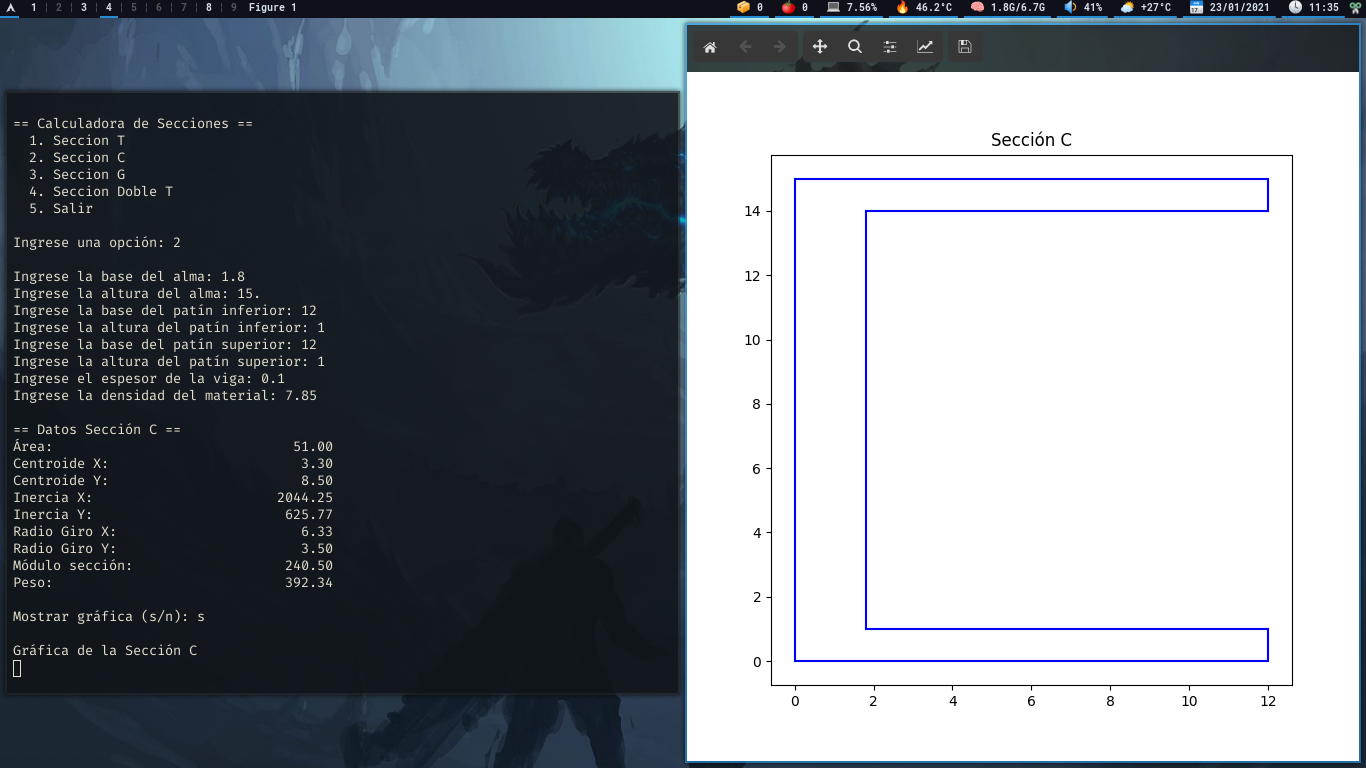 1 2 3 4 5 6 7 8 9 Figure 1 0 0 7.56% 46.2°C 1.8G/6.7G 41% +27°C 23/01/2021 11:35
== Calculadora de Secciones ==
1. Seccion T
2. Seccion C
3. Seccion G
4. Seccion Doble T
5. Salir
Ingrese una opción: 2
Ingrese la base del alma: 1.8
Ingrese la altura del alma: 15.
Ingrese la base del patín inferior: 12
Ingrese la altura del patín inferior: 1
Ingrese la base del patín superior: 12
Ingrese la altura del patín superior: 1
Ingrese el espesor de la viga: 0.1
Ingrese la densidad del material: 7.85
== Datos Sección C ==
Área: 51.00
Centroide X: 3.30
Centroide Y: 8.50
Inercia X: 2044.25
Inercia Y: 625.77
Radio Giro X: 6.33
Radio Giro Y: 3.50
Módulo sección: 240.50
Peso: 392.34
Mostrar gráfica (s/n): s
Gráfica de la Sección C
Sección C
14
12
10
8
6
4
2
0
0 2 4 6 8 10 12